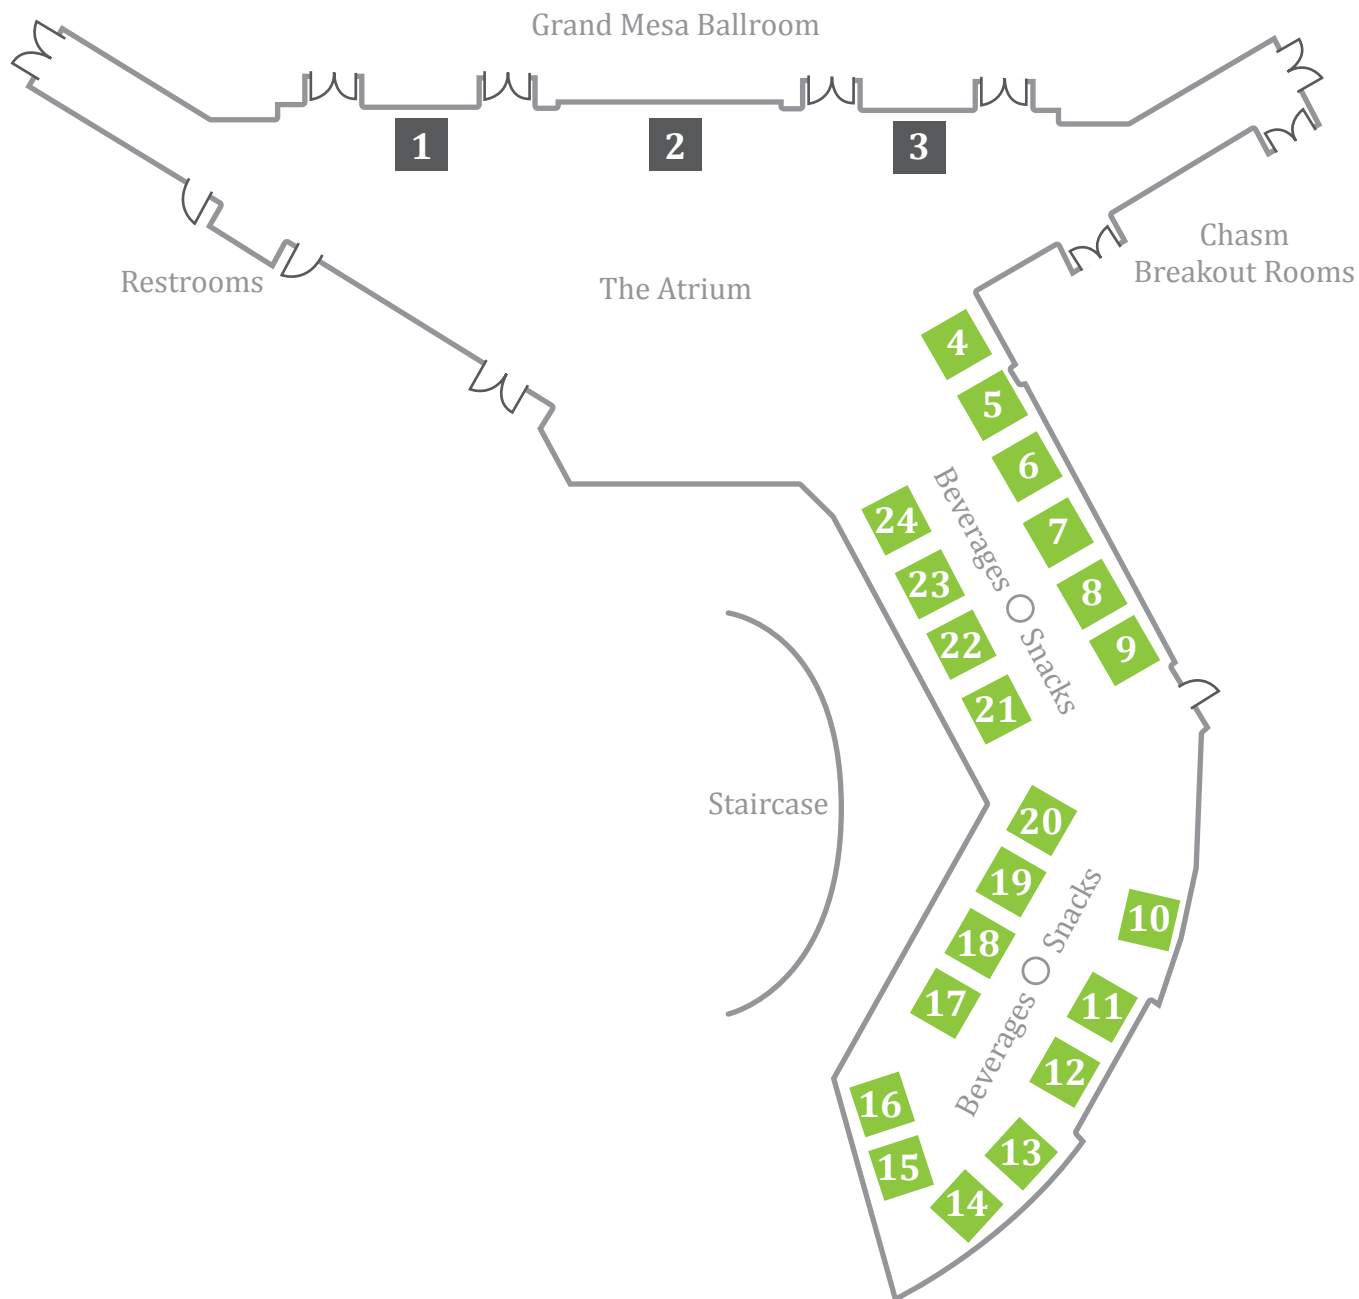 Grand Mesa Ballroom
1
2
3
Restrooms
The Atrium
Chasm
Breakout Rooms
4
5
6
7
8
9
Beverages
Snacks
24
23
22
21
Staircase
20
19
18
17
Beverages
Snacks
10
11
12
13
14
15
16